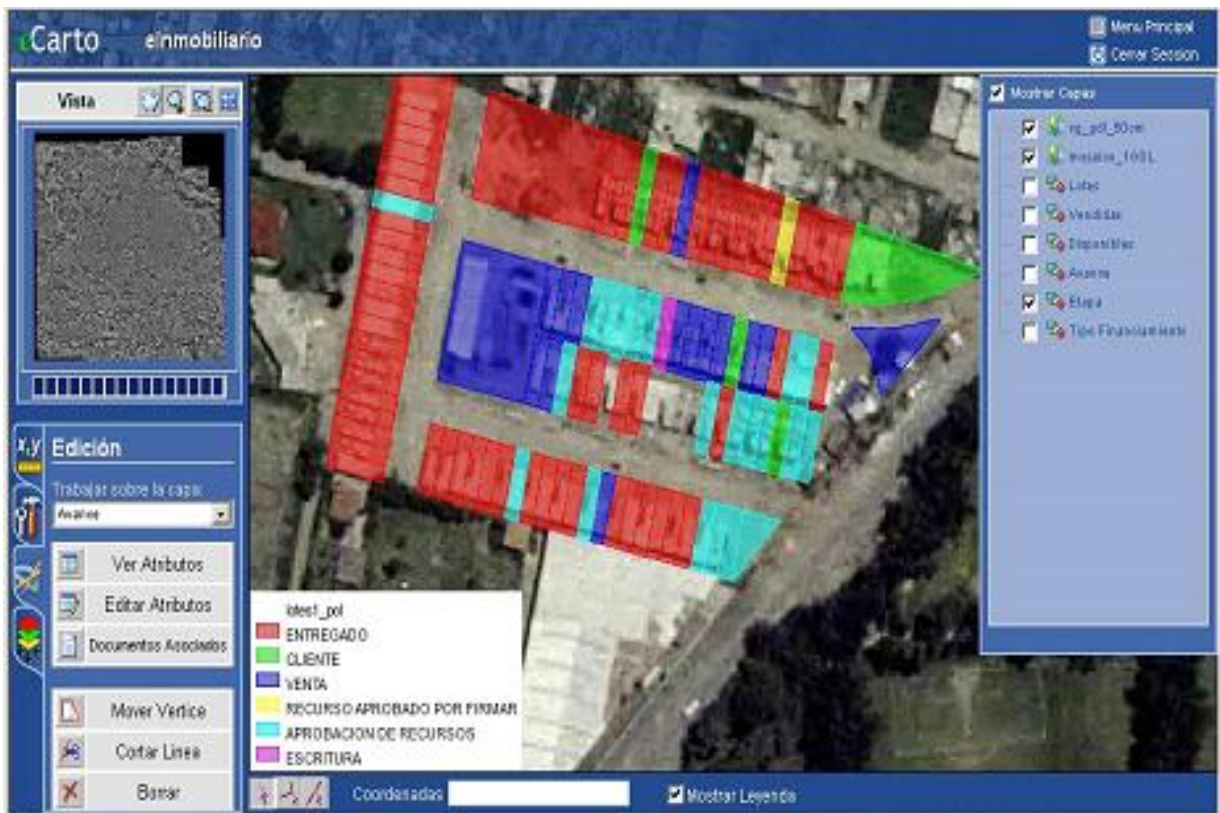 eCarto
eInmobiliario
Menu Principal
Cerrar Session
Vista
Mostrar Capas
Lotes
Vendidas
Disponibles
Avance
Etapa
Tipo Financiamiento
x,y
Edición
Trabajar sobre la capa:
Avance
Ver Atributos
Editar Atributos
Documentos Asociados
Mover Vertice
Cortar Linea
Borrar
lotes1_pol
ENTREGADO
CLIENTE
VENTA
RECURSO APROBADO POR FIRMAR
APROBACION DE RECURSOS
ESCRITURA
Coordenadas
Mostrar Leyenda